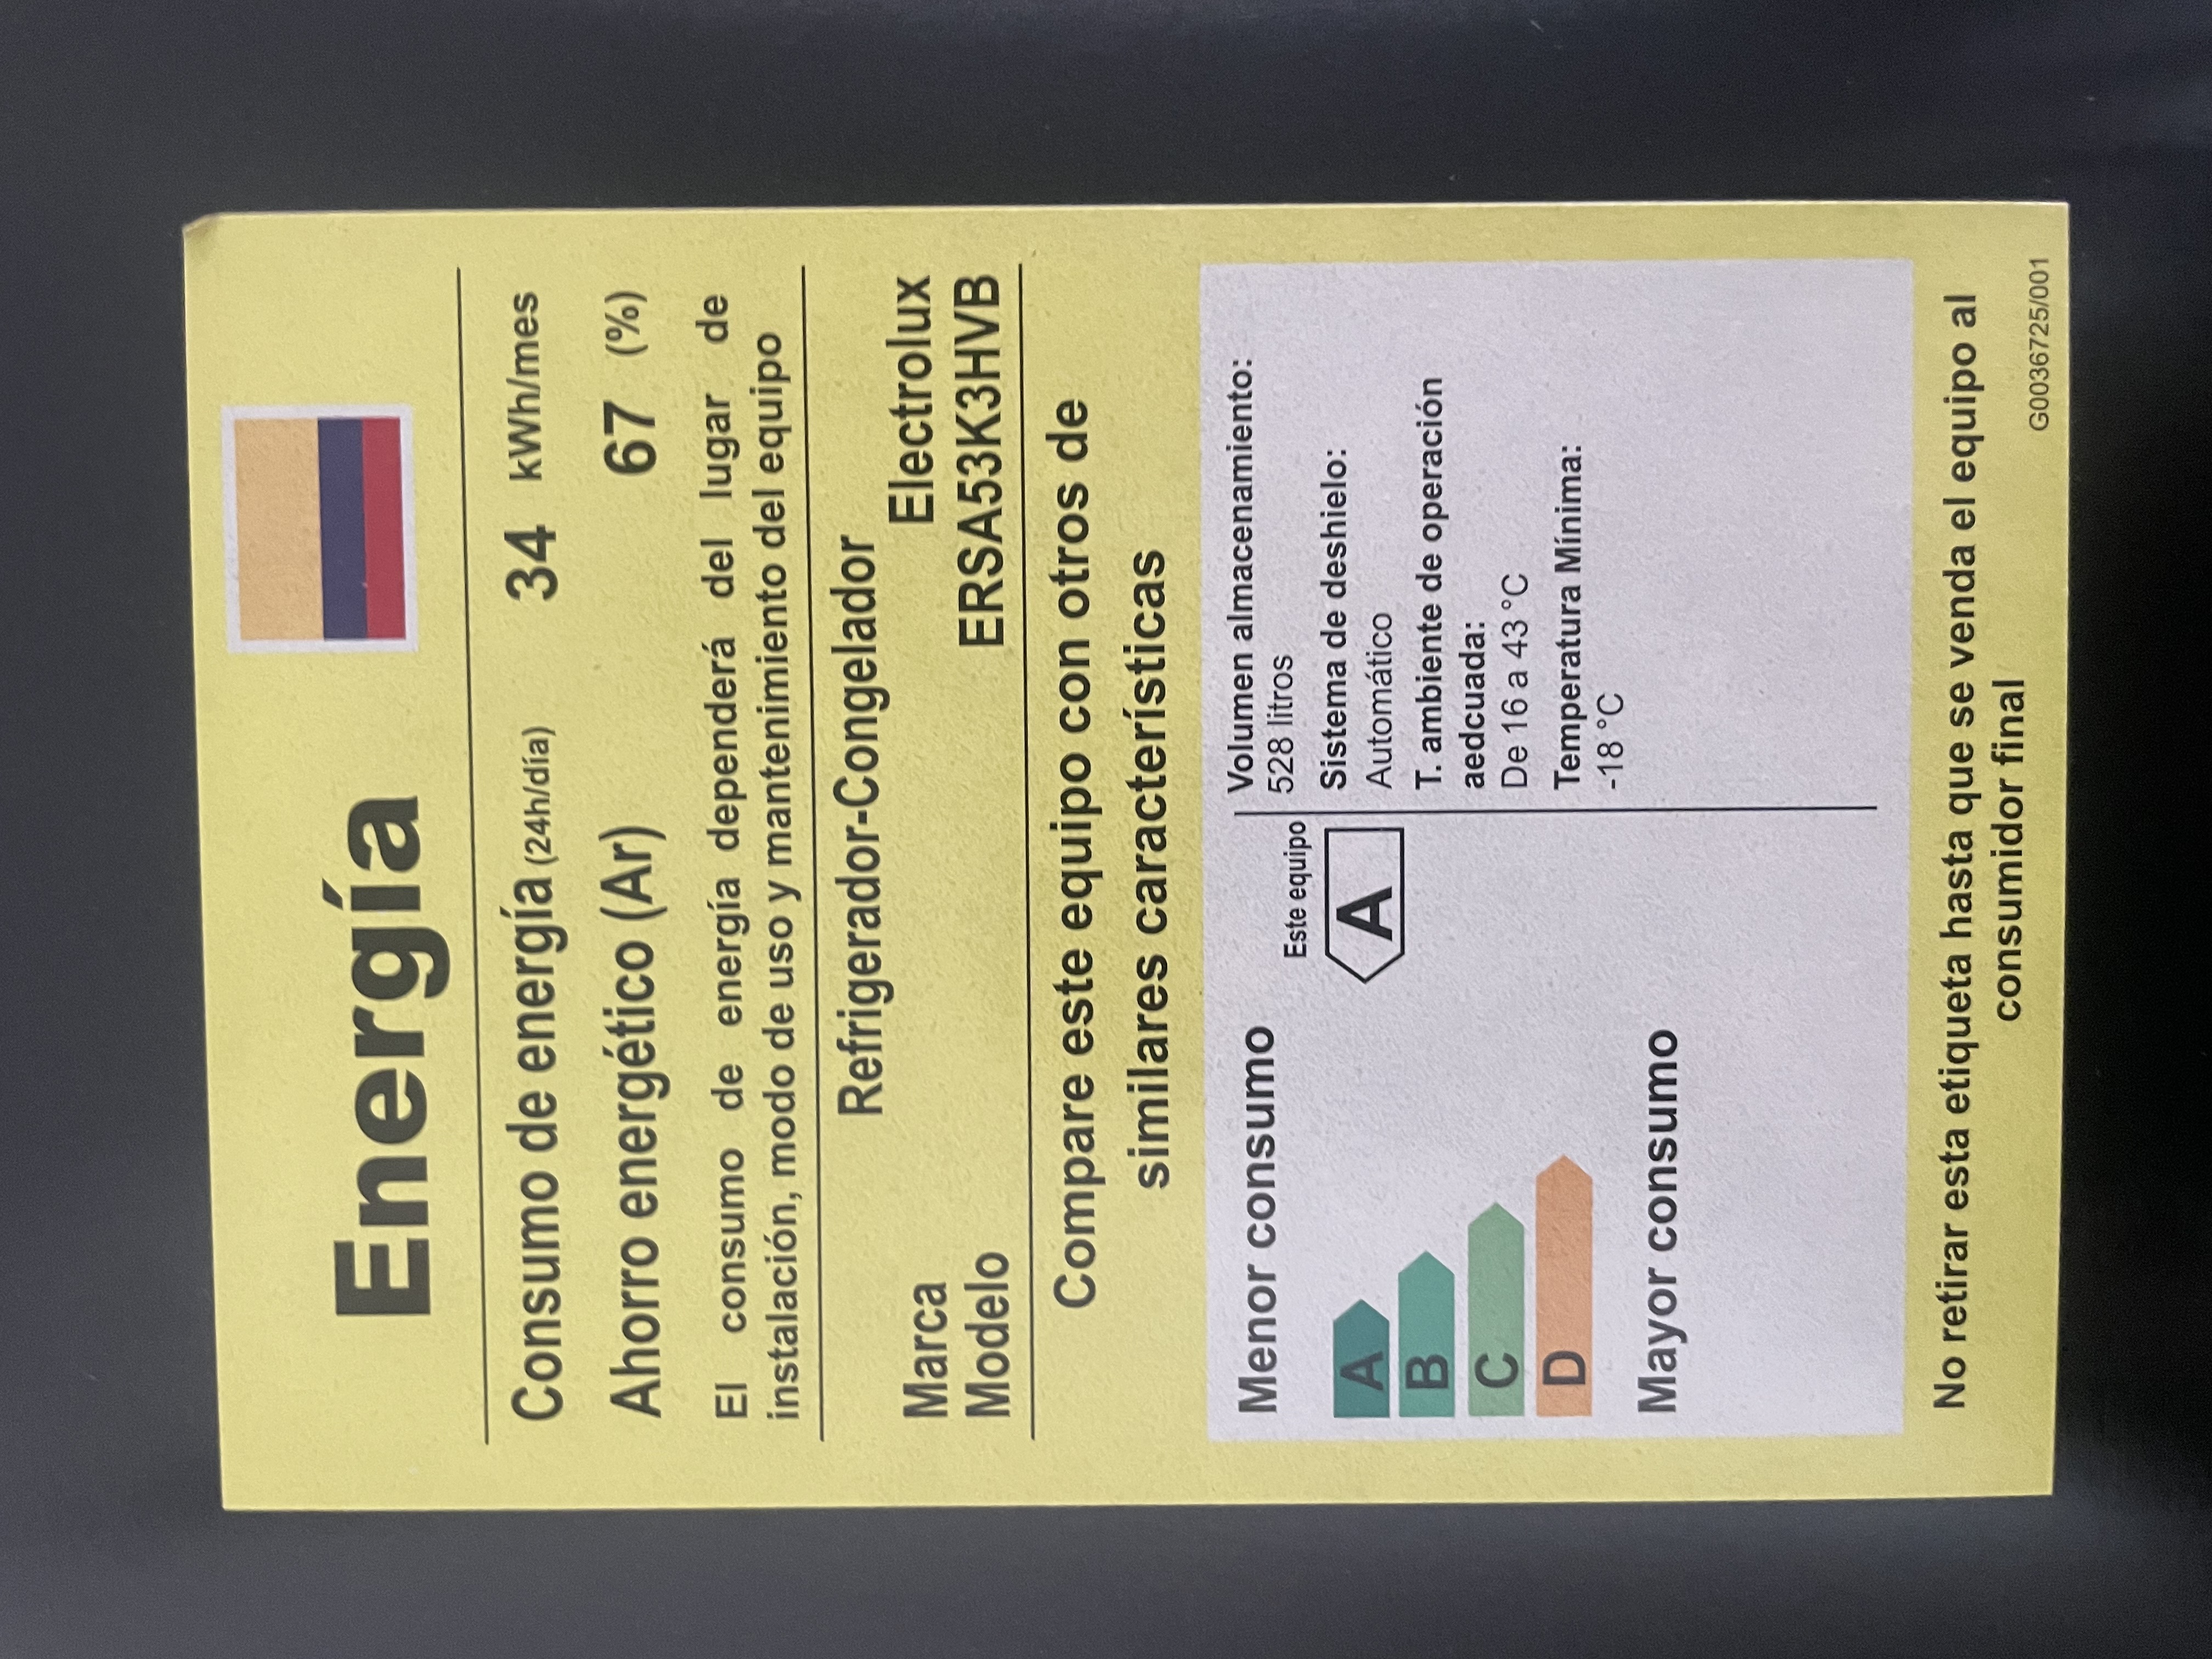 Energía
Consumo de energía (24h/día) 34 kWh/mes
Ahorro energético (Ar) 67 (%)
El consumo de energía dependerá del lugar de
instalación, modo de uso y mantenimiento del equipo
Refrigerador-Congelador
Marca Electrolux
Modelo ERSA53K3HVB
Compare este equipo con otros de
similares características
Menor consumo
Este equipo
A
A
B
C
D
Mayor consumo
Volumen almacenamiento:
528 litros
Sistema de deshielo:
Automático
T. ambiente de operación
aedcuada:
De 16 a 43 °C
Temperatura Mínima:
-18 °C
No retirar esta etiqueta hasta que se venda el equipo al
consumidor final
G0036725/001